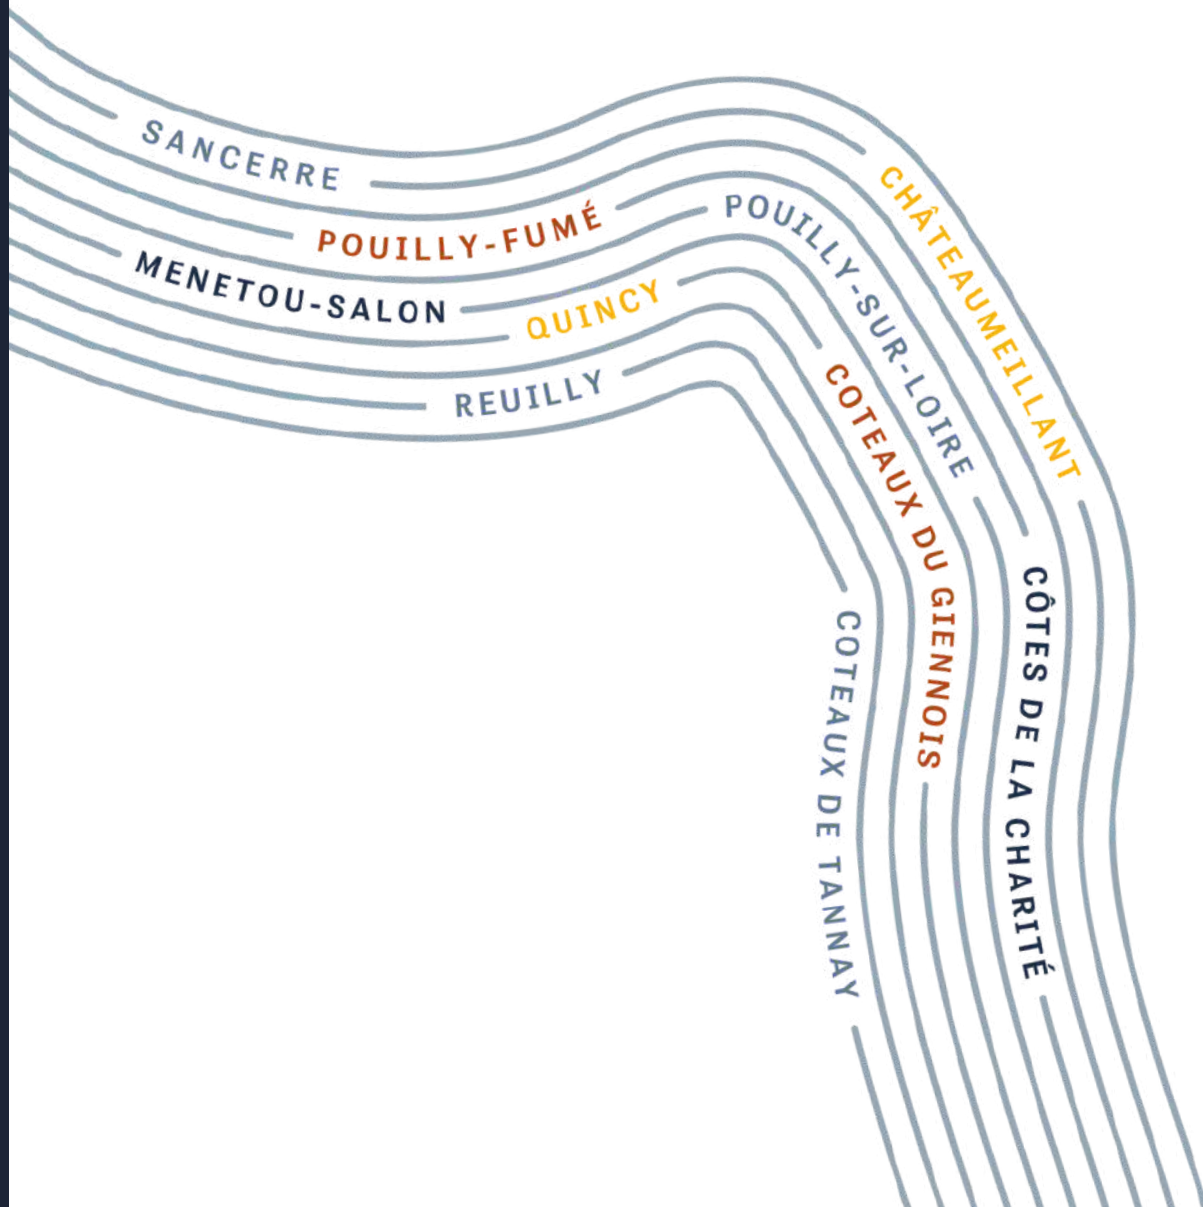 SANCERRE
POUILLY-FUMÉ
MENETOU-SALON
QUINCY
REUILLY
CHÂTEAUMEILLANT
POUILLY-SUR-LOIRE
COTEAUX DU GIENNOIS
CÔTES DE LA CHARITÉ
COTEAUX DE TANNAY